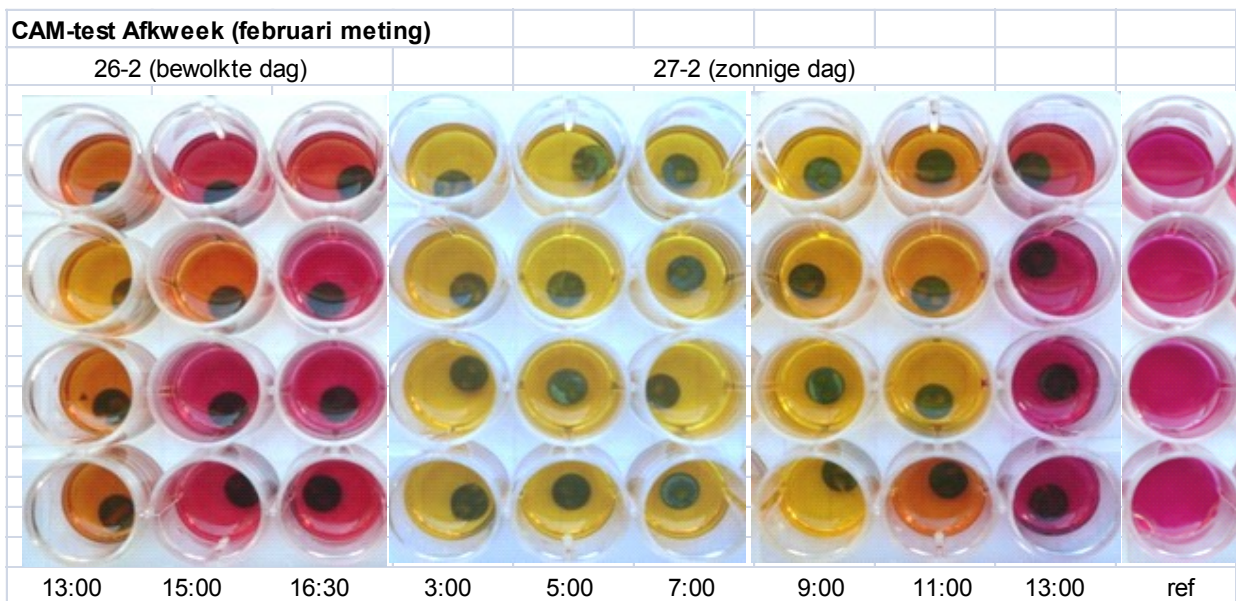 CAM-test Afkweek (februari meting)
26-2 (bewolkte dag) 27-2 (zonnige dag)
13:00 15:00 16:30 3:00 5:00 7:00 9:00 11:00 13:00 ref